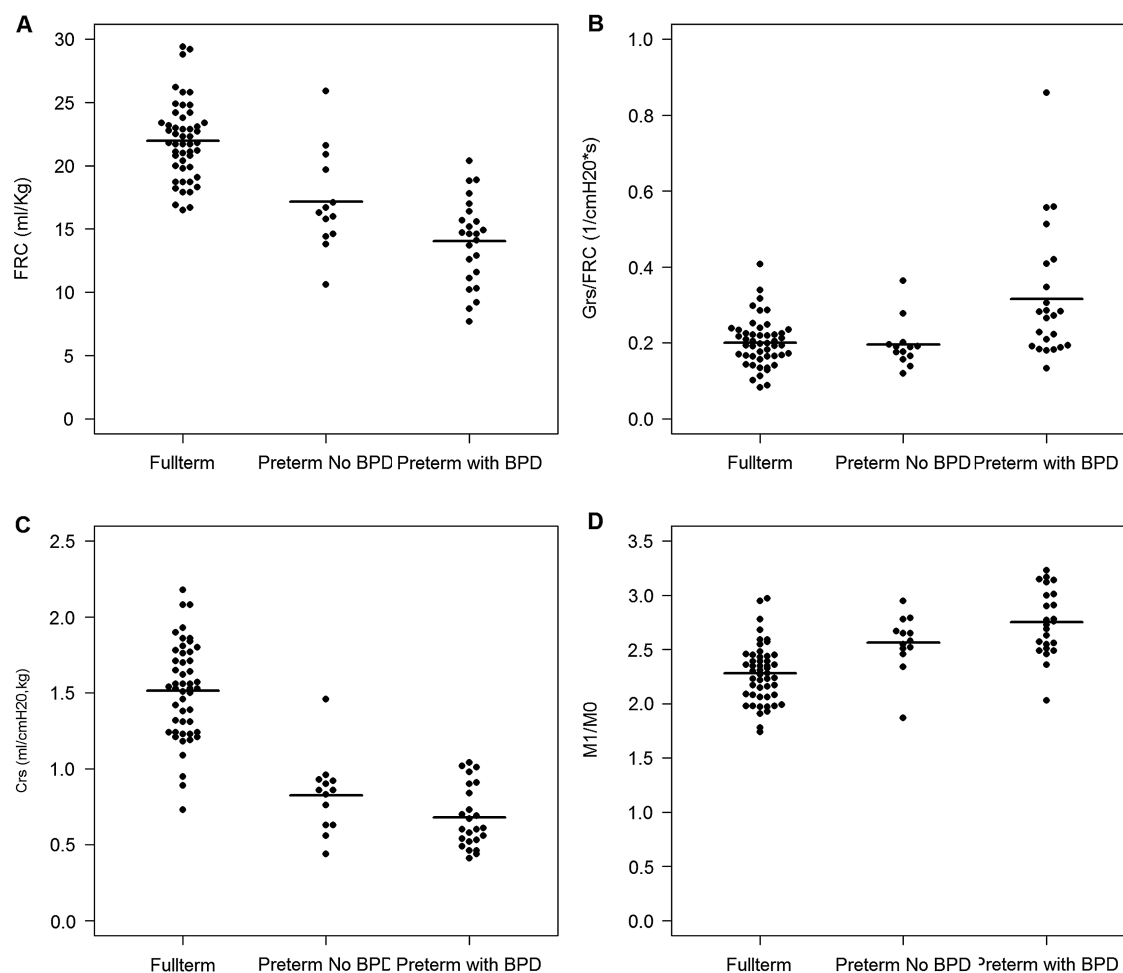 A
FRC (ml/Kg)
30
25
20
15
10
5
0
Fullterm
Preterm No BPD
Preterm with BPD
B
Grs/FRC (1/cmH20*s)
1.0
0.8
0.6
0.4
0.2
0.0
Fullterm
Preterm No BPD
Preterm with BPD
C
Crs (ml/cmH20,kg)
2.5
2.0
1.5
1.0
0.5
0.0
Fullterm
Preterm No BPD
Preterm with BPD
D
M1/M0
3.5
3.0
2.5
2.0
1.5
1.0
0.5
0.0
Fullterm
Preterm No BPD
Preterm with BPD